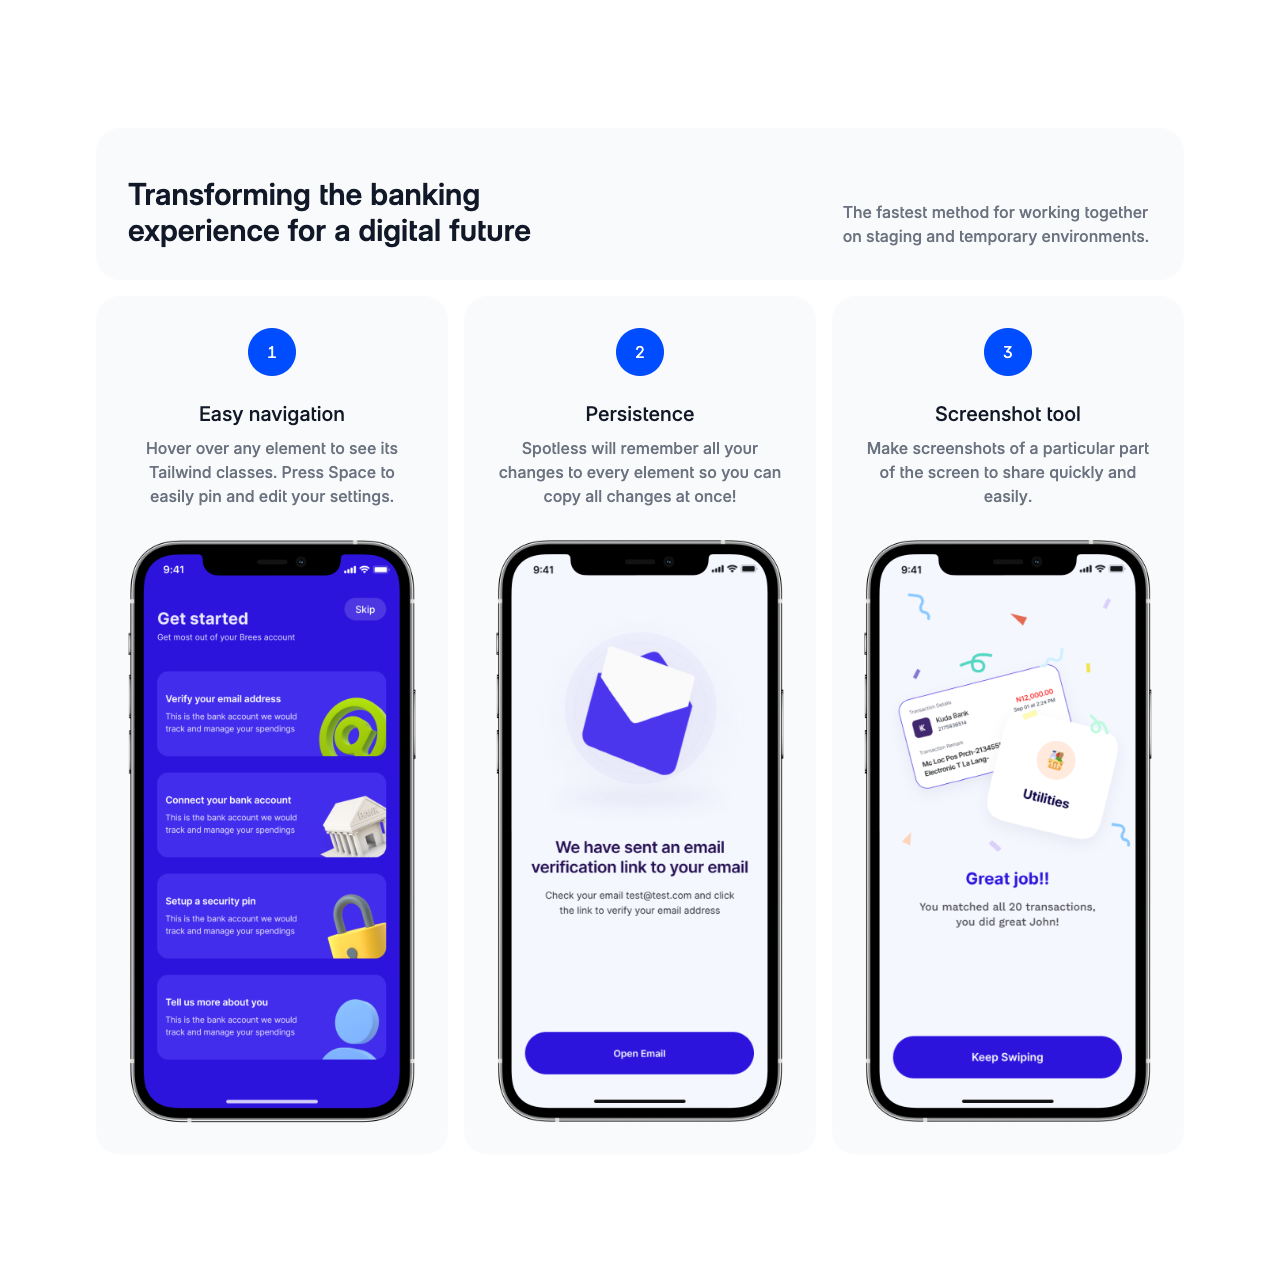 Transforming the banking
experience for a digital future
The fastest method for working together
on staging and temporary environments.
1
Easy navigation
Hover over any element to see its
Tailwind classes. Press Space to
easily pin and edit your settings.
9:41
Skip
Get started
Get most out of your Brees account
Verify your email address
This is the bank account we would
track and manage your spendings
Connect your bank account
This is the bank account we would
track and manage your spendings
Setup a security pin
This is the bank account we would
track and manage your spendings
Tell us more about you
This is the bank account we would
track and manage your spendings
2
Persistence
Spotless will remember all your
changes to every element so you can
copy all changes at once!
9:41
We have sent an email
verification link to your email
Check your email test@test.com and click
the link to verify your email address
Open Email
3
Screenshot tool
Make screenshots of a particular part
of the screen to share quickly and
easily.
9:41
Transaction Details
Kuda Bank
₦12,000.00
Sep 01 at 2:24 PM
Transaction Remark
Mc Loc Pos Prch-213455
Electronic T La Lang-
Utilities
Great job!!
You matched all 20 transactions,
you did great John!
Keep Swiping